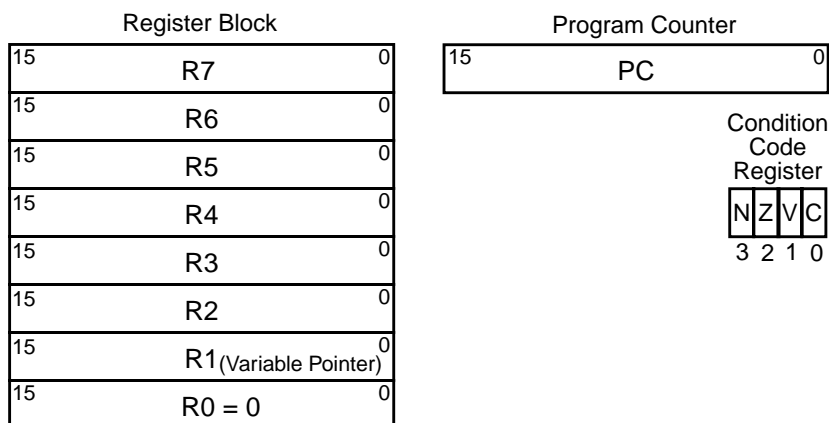 Register Block
15 R7 0
15 R6 0
15 R5 0
15 R4 0
15 R3 0
15 R2 0
15 R1(Variable Pointer) 0
15 R0 = 0 0
Program Counter
15 PC 0
Condition
Code
Register
N Z V C
3 2 1 0